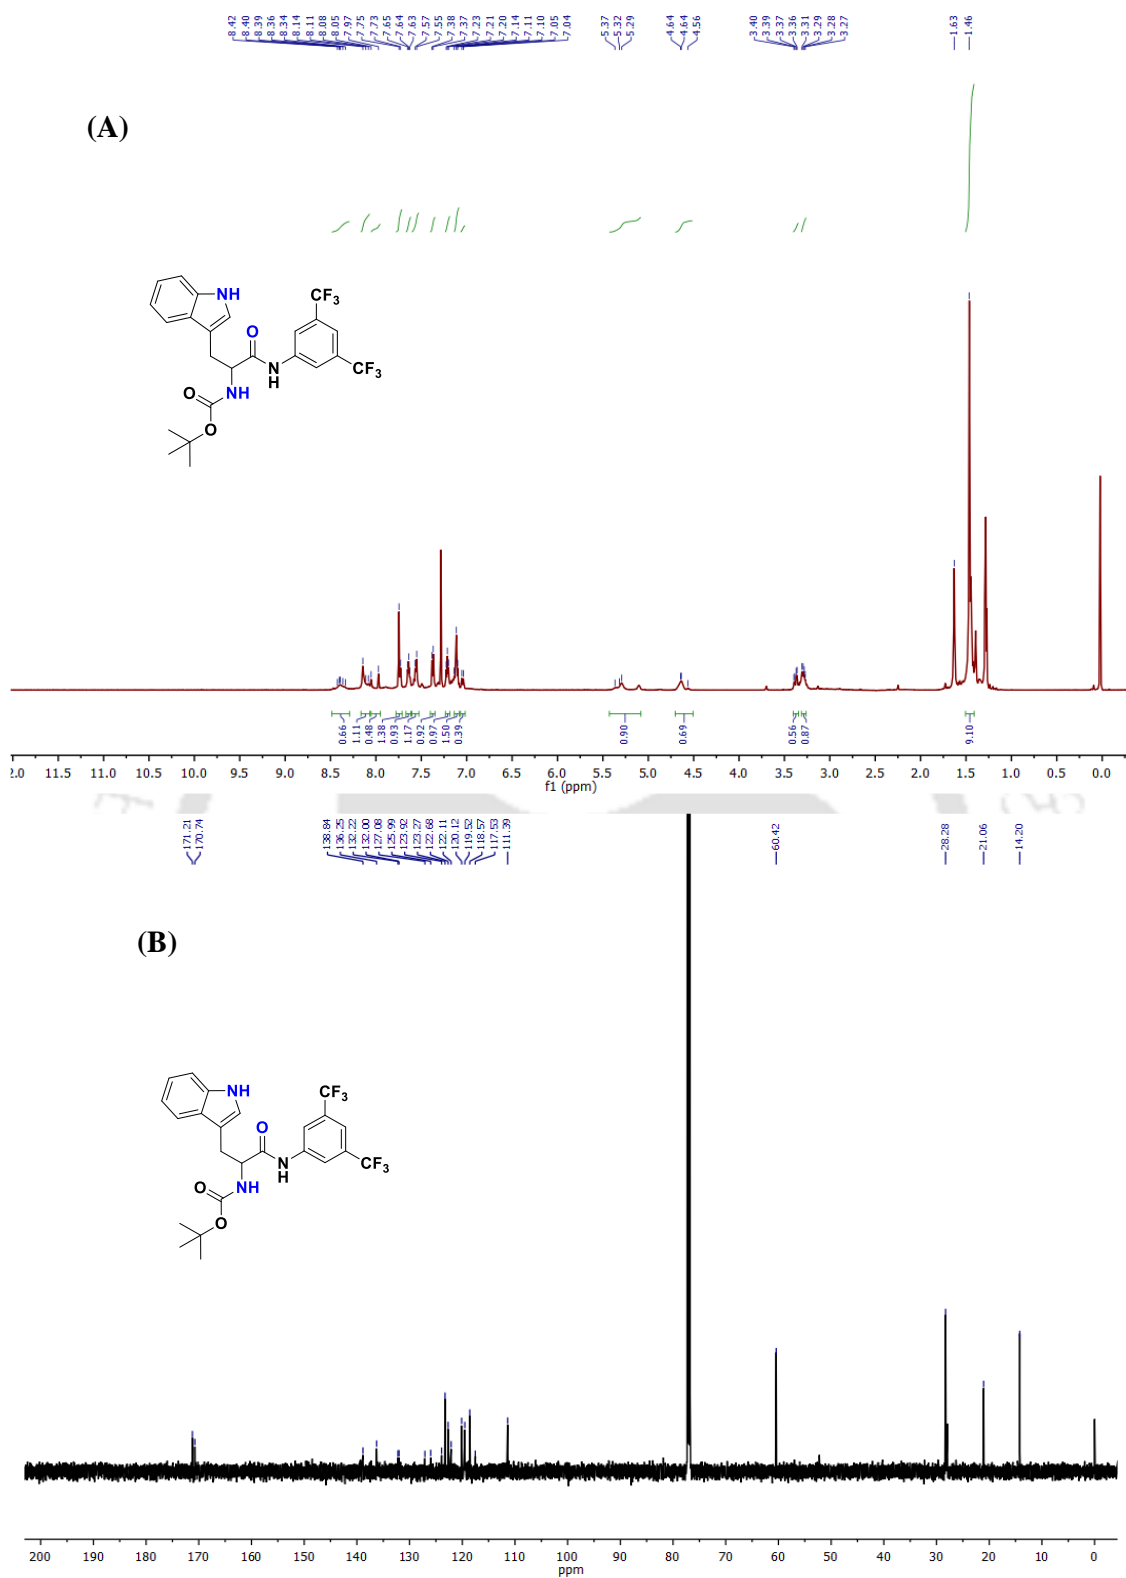 8.42 8.40 8.39 8.36 8.34 8.14 8.11 8.08 8.05 7.97 7.75 7.73 7.65 7.64 7.63 7.57 7.55 7.38 7.37 7.23 7.21 7.20 7.14 7.11 7.10 7.05 7.04 5.37 5.32 5.29 4.64 4.64 4.56 3.40 3.39 3.37 3.36 3.31 3.29 3.28 3.27 1.63 1.46
(A)
NH
CF3
O
CF3
N
H
O
NH
O
0.66 1.11 0.48 1.38 0.93 1.17 0.92 0.97 1.50 0.39 0.90 0.69 0.56 0.87 9.10
2.0 11.5 11.0 10.5 10.0 9.5 9.0 8.5 8.0 7.5 7.0 6.5 6.0 5.5 5.0 4.5 4.0 3.5 3.0 2.5 2.0 1.5 1.0 0.5 0.0
f1 (ppm)
171.21 170.74 138.84 136.25 132.22 132.00 127.08 125.99 123.92 123.27 122.68 122.11 120.12 119.52 118.57 117.53 111.39 60.42 28.28 21.06 14.20
(B)
NH
CF3
O
CF3
N
H
O
NH
O
200 190 180 170 160 150 140 130 120 110 100 90 80 70 60 50 40 30 20 10 0
ppm